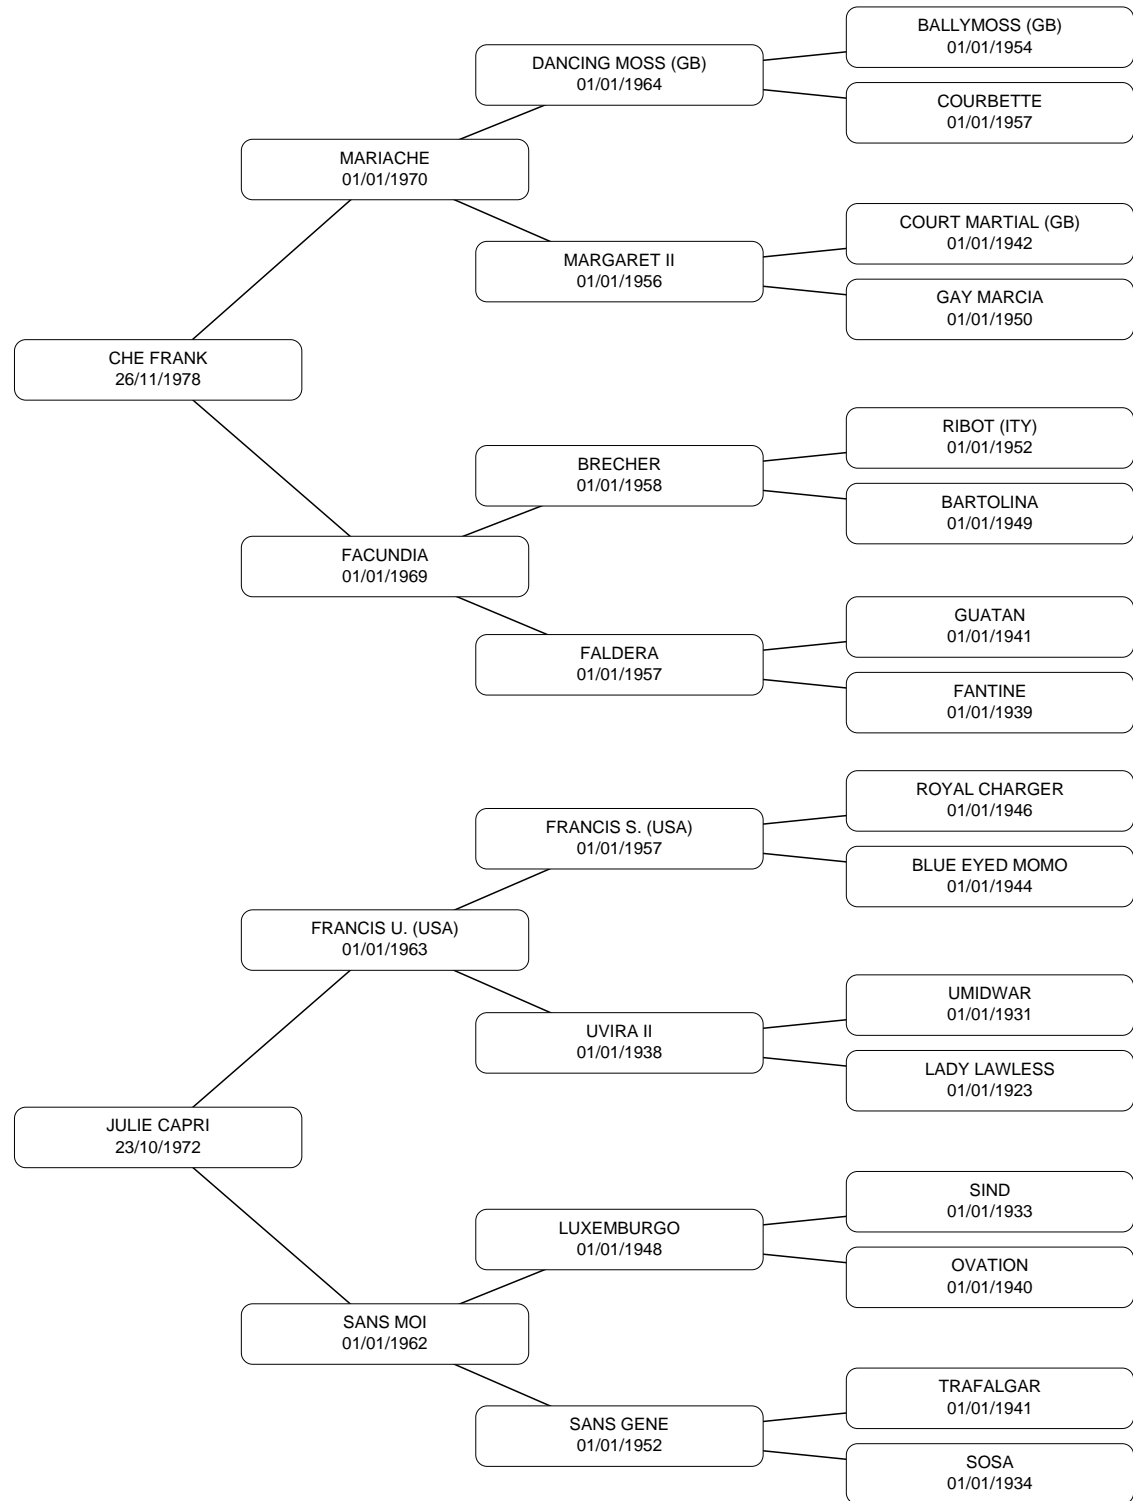 BALLYMOSS (GB)
01/01/1954
DANCING MOSS (GB)
01/01/1964
COURBETTE
01/01/1957
MARIACHE
01/01/1970
COURT MARTIAL (GB)
01/01/1942
MARGARET II
01/01/1956
GAY MARCIA
01/01/1950
CHE FRANK
26/11/1978
RIBOT (ITY)
01/01/1952
BRECHER
01/01/1958
BARTOLINA
01/01/1949
FACUNDIA
01/01/1969
GUATAN
01/01/1941
FALDERA
01/01/1957
FANTINE
01/01/1939
ROYAL CHARGER
01/01/1946
FRANCIS S. (USA)
01/01/1957
BLUE EYED MOMO
01/01/1944
FRANCIS U. (USA)
01/01/1963
UMIDWAR
01/01/1931
UVIRA II
01/01/1938
LADY LAWLESS
01/01/1923
JULIE CAPRI
23/10/1972
SIND
01/01/1933
LUXEMBURGO
01/01/1948
OVATION
01/01/1940
SANS MOI
01/01/1962
TRAFALGAR
01/01/1941
SANS GENE
01/01/1952
SOSA
01/01/1934